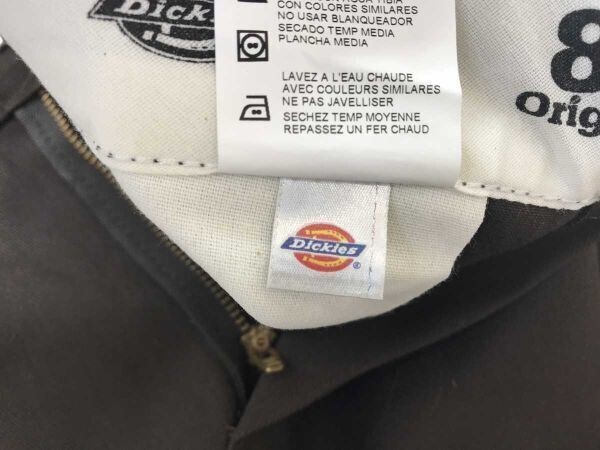 Dickies
CON COLORES SIMILARES
NO USAR BLANQUEADOR
SECADO TEMP MEDIA
PLANCHA MEDIA
LAVEZ A L'EAU CHAUDE
AVEC COULEURS SIMILARES
NE PAS JAVELLISER
SECHEZ TEMP MOYENNE
REPASSEZ UN FER CHAUD
8
Orig
Dickies
®